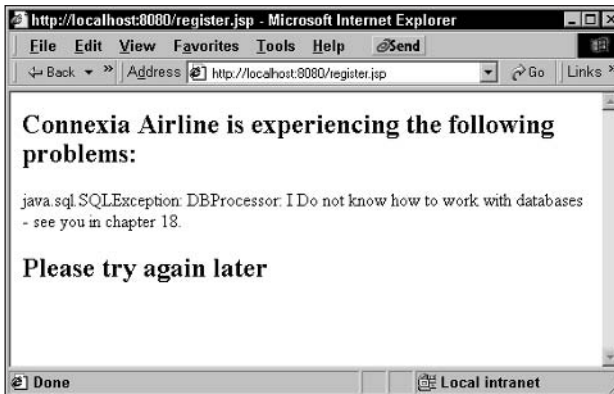 http://localhost:8080/register.jsp - Microsoft Internet Explorer
File Edit View Favorites Tools Help Send
Back » Address http://localhost:8080/register.jsp Go Links »
Connexia Airline is experiencing the following
problems:
java.sql.SQLException: DBProcessor: I Do not know how to work with databases
- see you in chapter 18.
Please try again later
Done Local intranet